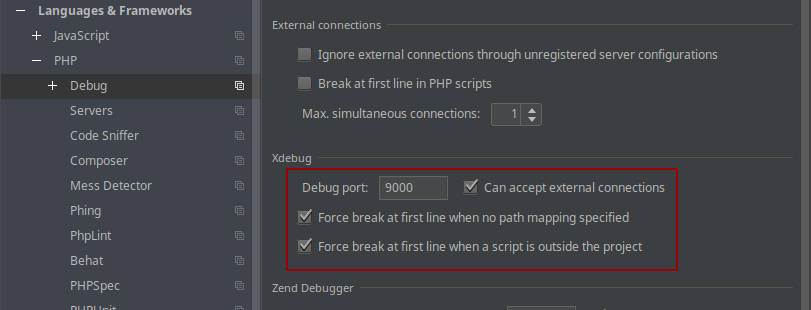 Languages & Frameworks
JavaScript
PHP
Debug
Servers
Code Sniffer
Composer
Mess Detector
Phing
PhpLint
Behat
PHPSpec
PHPUnit
External connections
Ignore external connections through unregistered server configurations
Break at first line in PHP scripts
Max. simultaneous connections: 1
Xdebug
Debug port: 9000 Can accept external connections
Force break at first line when no path mapping specified
Force break at first line when a script is outside the project
Zend Debugger